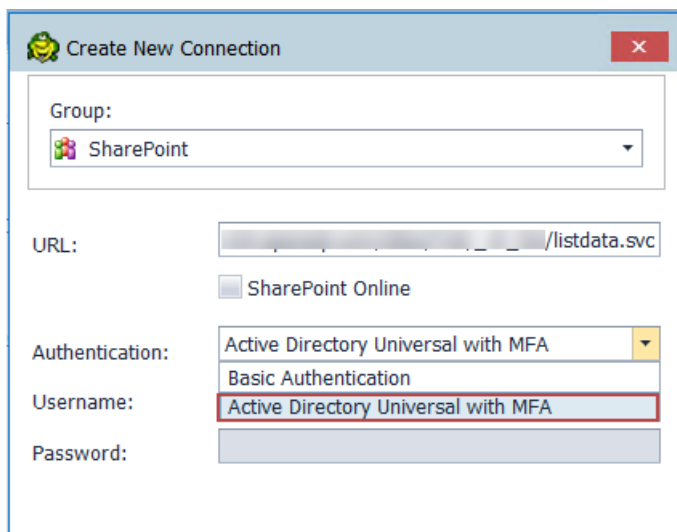 Create New Connection
Group:
SharePoint
URL:
/listdata.svc
SharePoint Online
Authentication:
Active Directory Universal with MFA
Basic Authentication
Username:
Active Directory Universal with MFA
Password: